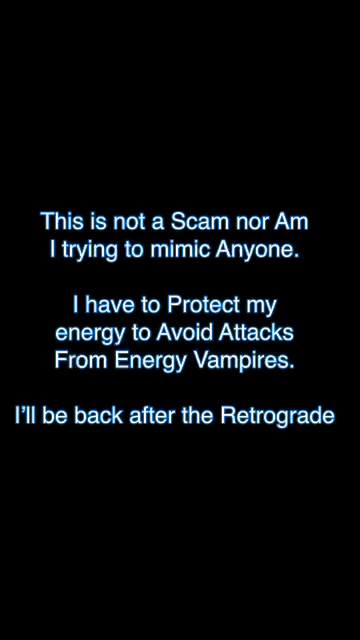 This is not a Scam nor Am
I trying to mimic Anyone.
I have to Protect my
energy to Avoid Attacks
From Energy Vampires.
I'll be back after the Retrograde